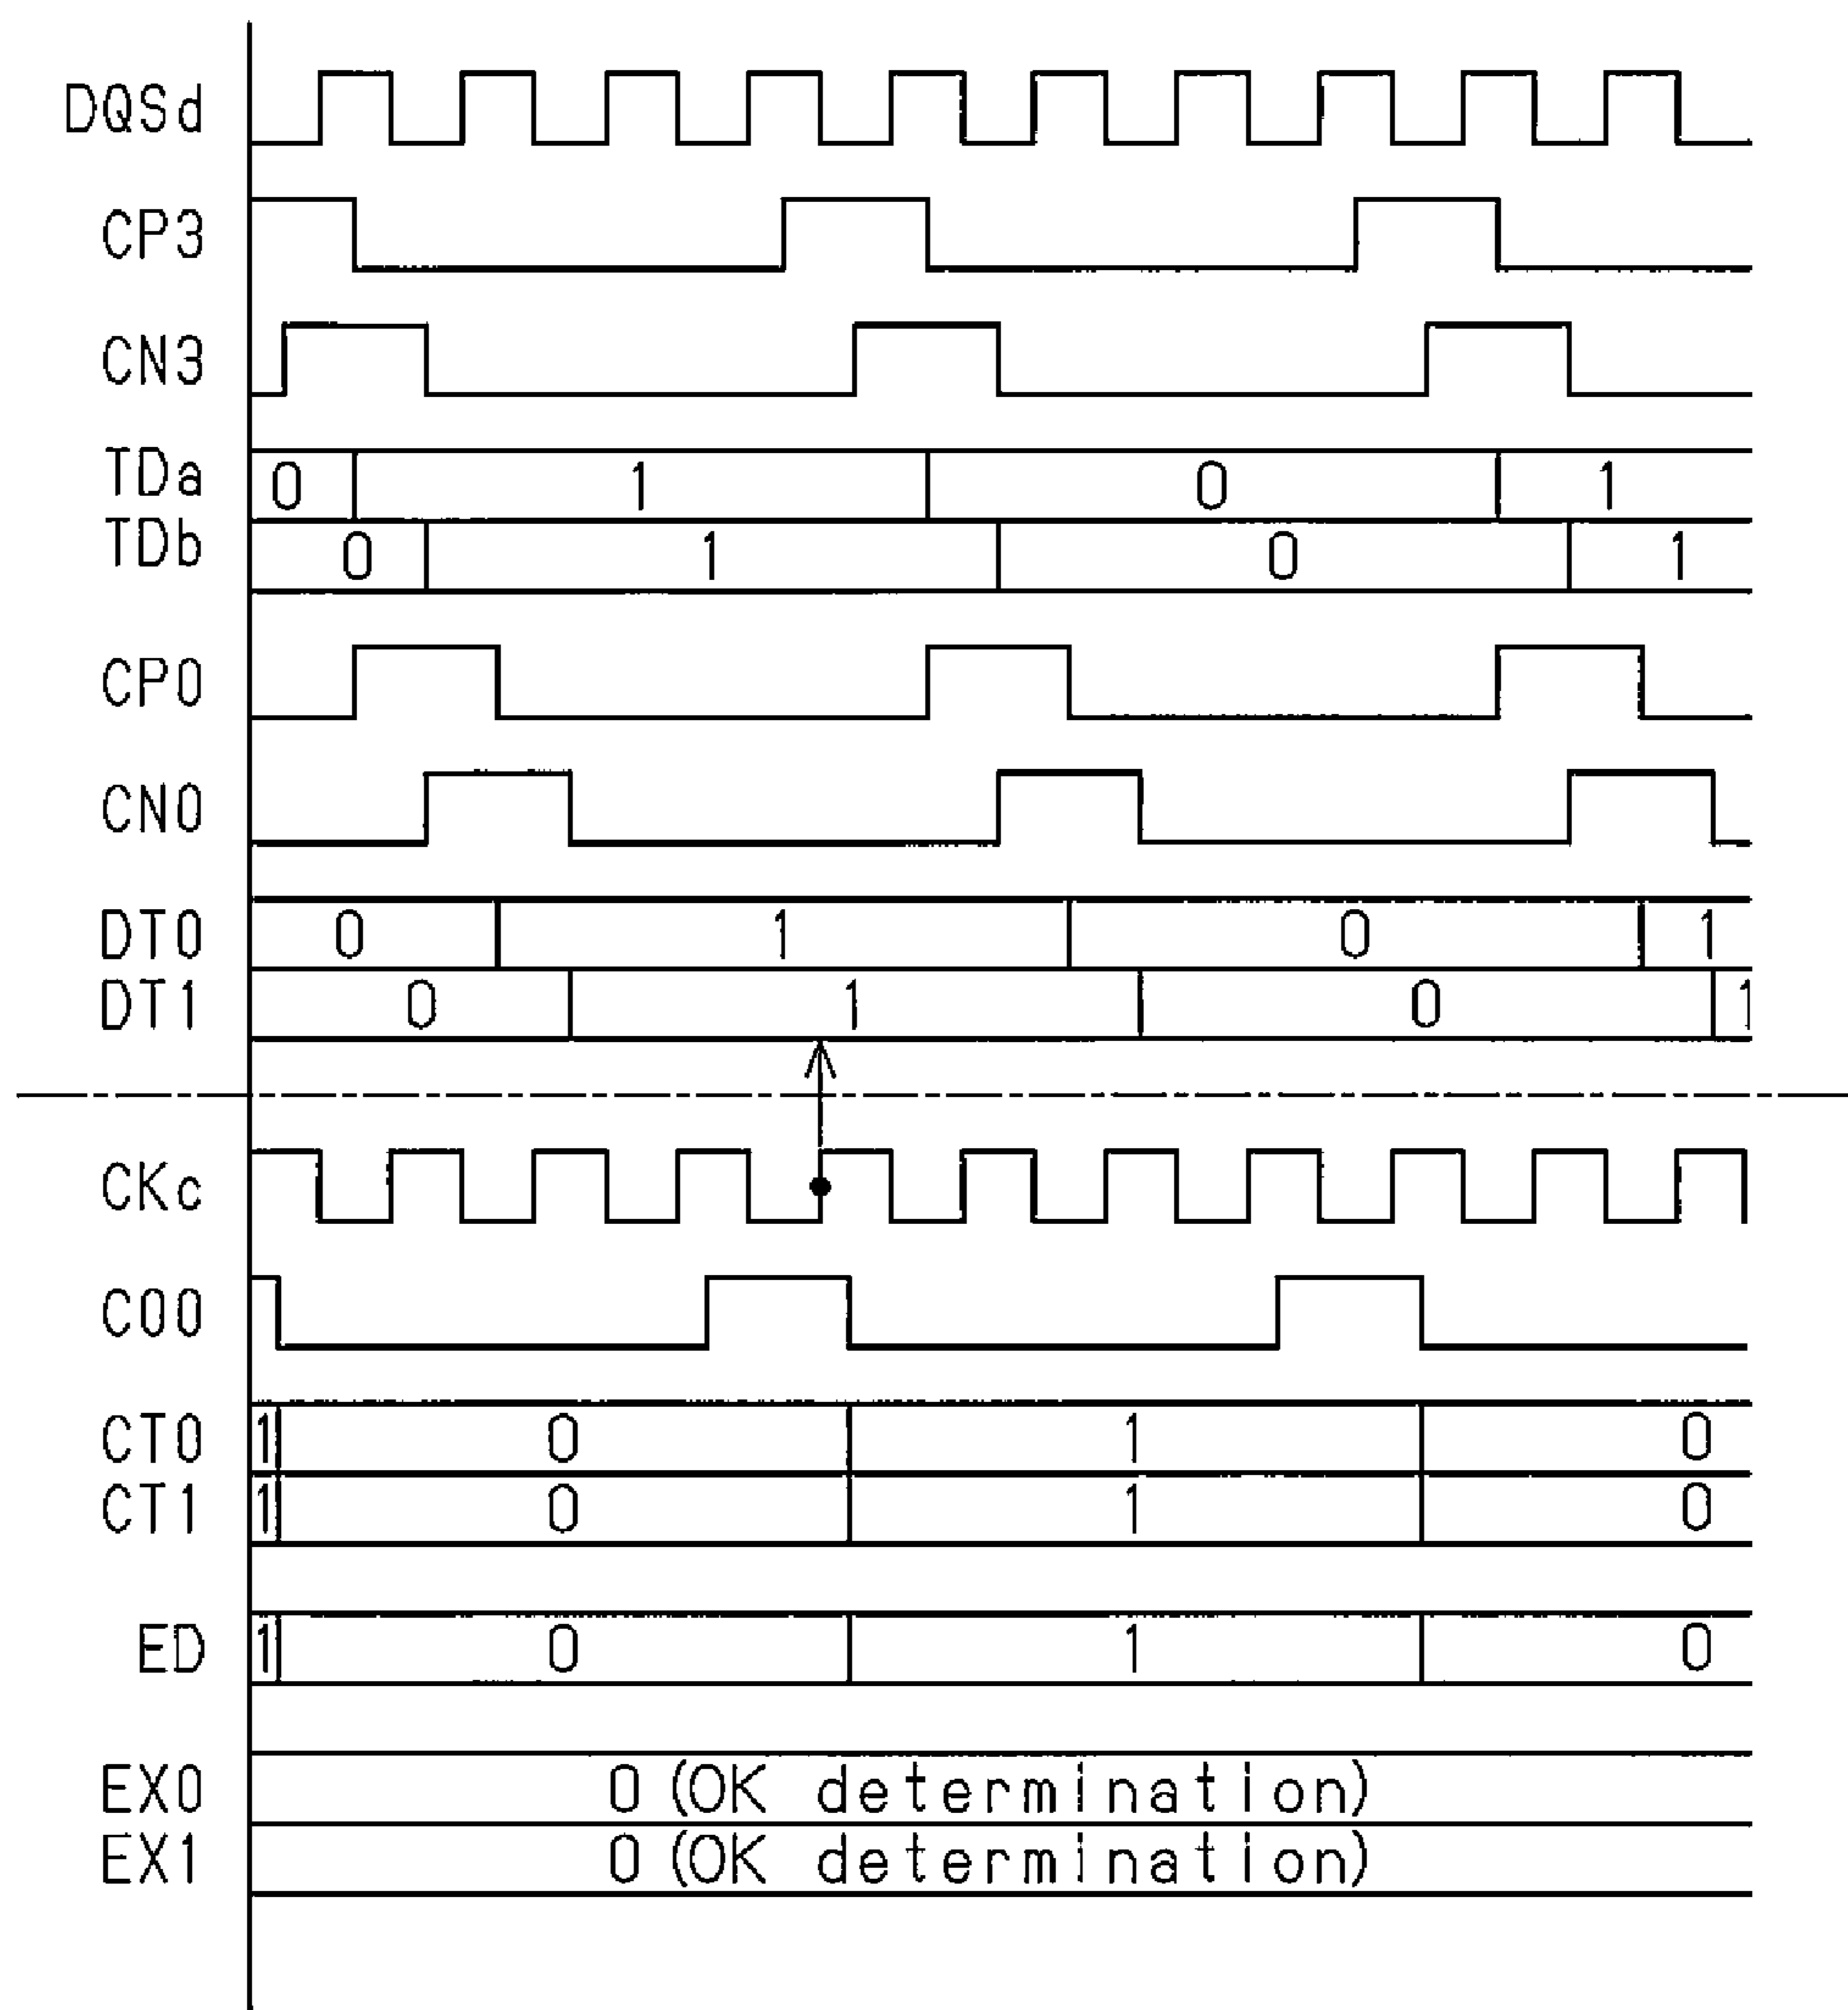 DQSd
CP3
CN3
TDa 0 1 0 1
TDb 0 1 0 1
CP0
CN0
DT0 0 1 0 1
DT1 0 1 0 1
CKc
C00
CT0 1 0 1 0
CT1 1 0 1 0
ED 1 0 1 0
EX0 0 (OK determination)
EX1 0 (OK determination)